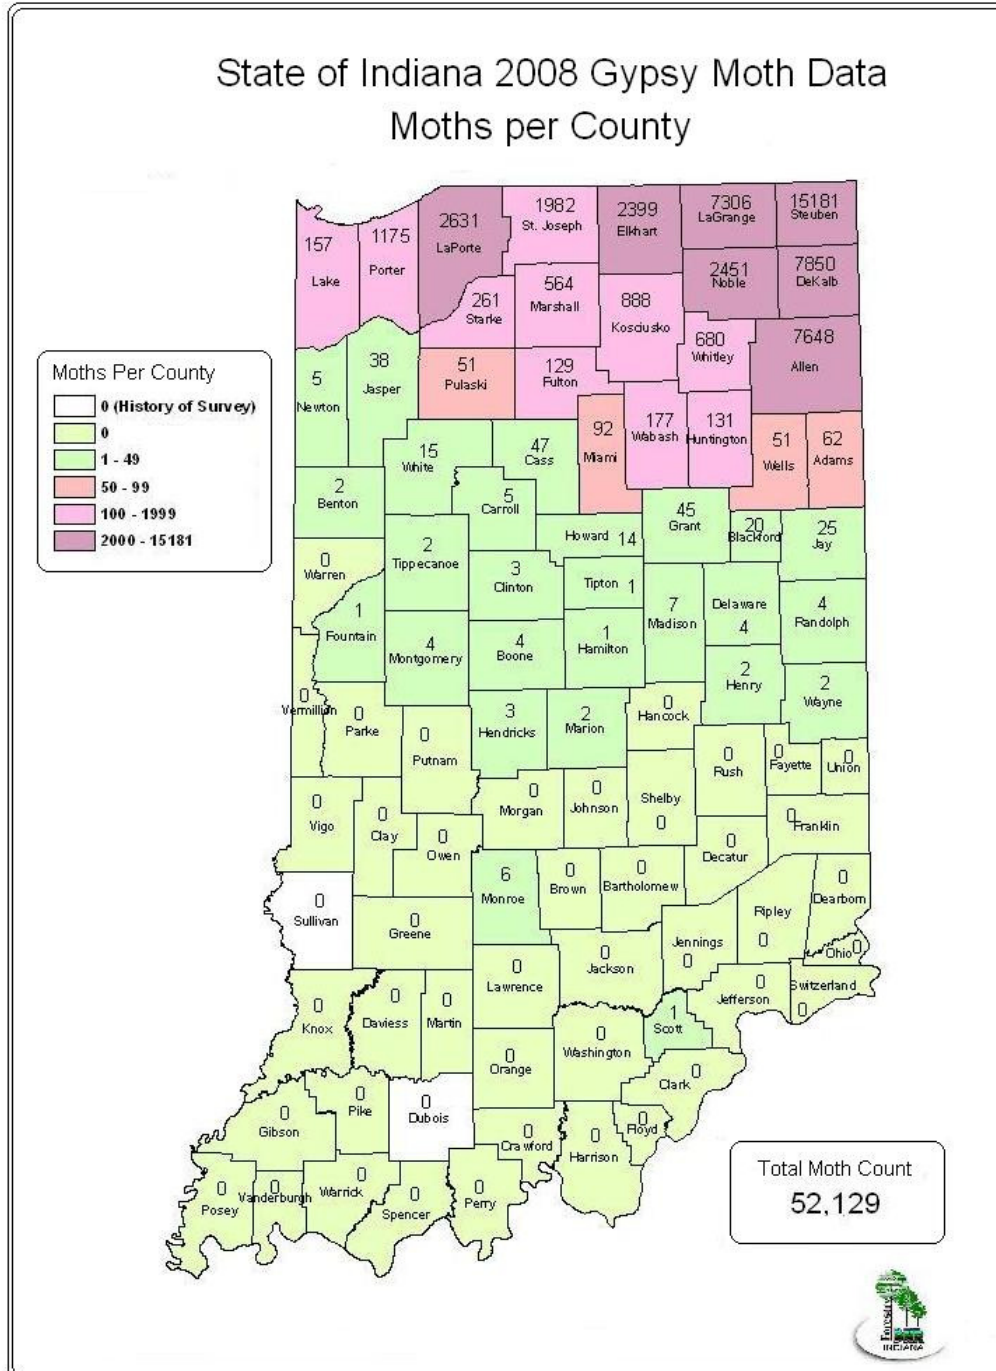 State of Indiana 2008 Gypsy Moth Data
Moths per County
157
Lake
1175
Porter
2631
LaPorte
1982
St. Joseph
2399
Elkhart
7306
LaGrange
15181
Steuben
261
Starke
564
Marshall
888
Kosciusko
2451
Noble
7850
DeKalb
680
Whitley
7648
Allen
Moths Per County
0 (History of Survey)
0
1 - 49
50 - 99
100 - 1999
2000 - 15181
5
Newton
38
Jasper
51
Pulaski
129
Fulton
92
Miami
177
Wabash
131
Huntington
51
Wells
62
Adams
15
White
47
Cass
2
Benton
5
Carroll
Howard 14
45
Grant
20
Blackford
25
Jay
0
Warren
2
Tippecanoe
3
Clinton
Tipton 1
7
Madison
Delaware
4
4
Randolph
1
Fountain
4
Montgomery
4
Boone
1
Hamilton
2
Henry
2
Wayne
0
Vermillion
0
Parke
0
Putnam
3
Hendricks
2
Marion
0
Hancock
0
Rush
0
Fayette
0
Union
0
Vigo
0
Clay
0
Owen
0
Morgan
0
Johnson
Shelby
0
0
Decatur
0
Franklin
0
Sullivan
0
Greene
6
Monroe
0
Brown
0
Bartholomew
Jennings
0
Ripley
0
0
Dearborn
Ohio 0
0
Knox
0
Daviess
0
Martin
0
Lawrence
0
Jackson
1
Scott
0
Jefferson
Switzerland
0
0
Orange
0
Washington
0
Clark
0
Gibson
0
Pike
0
Dubois
0
Crawford
0
Harrison
0
Floyd
0
Posey
0
Vanderburgh
0
Warrick
0
Spencer
0
Perry
Total Moth Count
52,129
Forestry
INDIANA